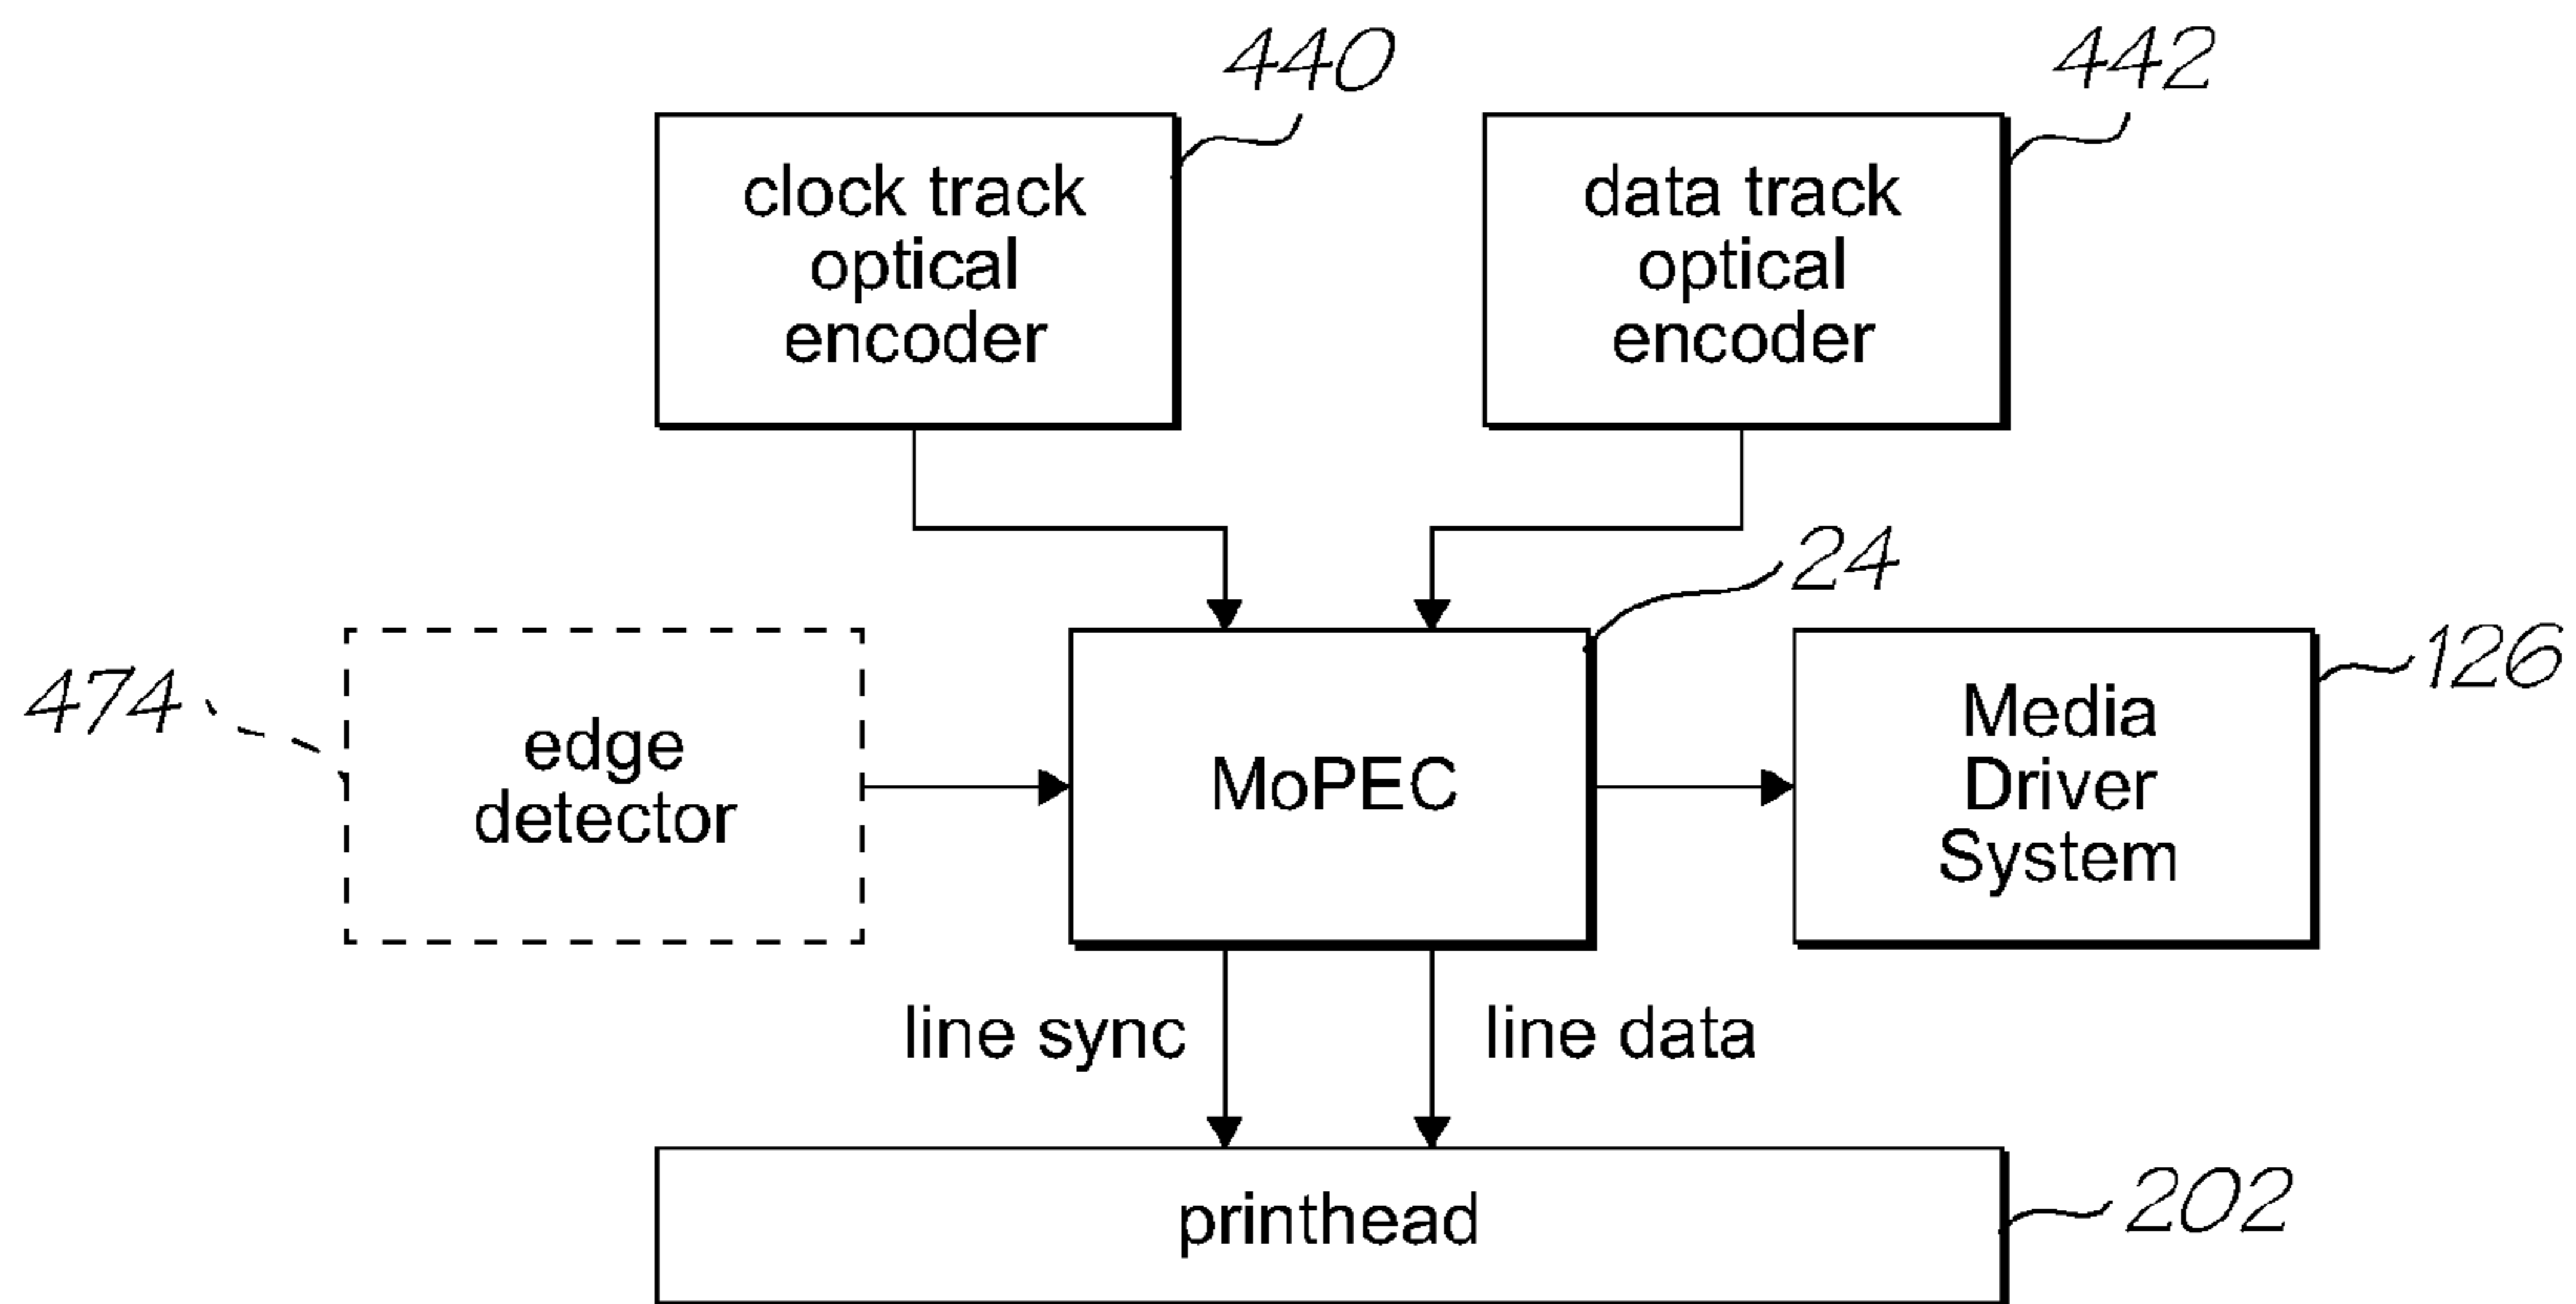 440
442
clock track
optical
encoder
data track
optical
encoder
24
126
474
edge
detector
MoPEC
Media
Driver
System
line sync
line data
printhead
202